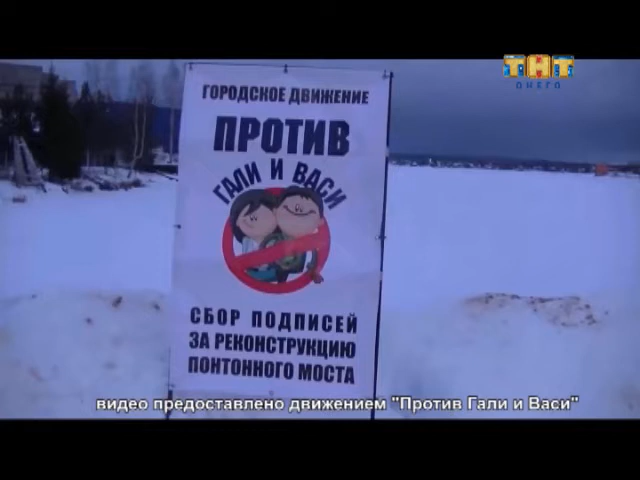 ТНТ
ОНЕГО
ГОРОДСКОЕ ДВИЖЕНИЕ
ПРОТИВ
ГАЛИ И ВАСИ
СБОР ПОДПИСЕЙ
ЗА РЕКОНСТРУКЦИЮ
ПОНТОННОГО МОСТА
видео предоставлено движением "Против Гали и Васи"